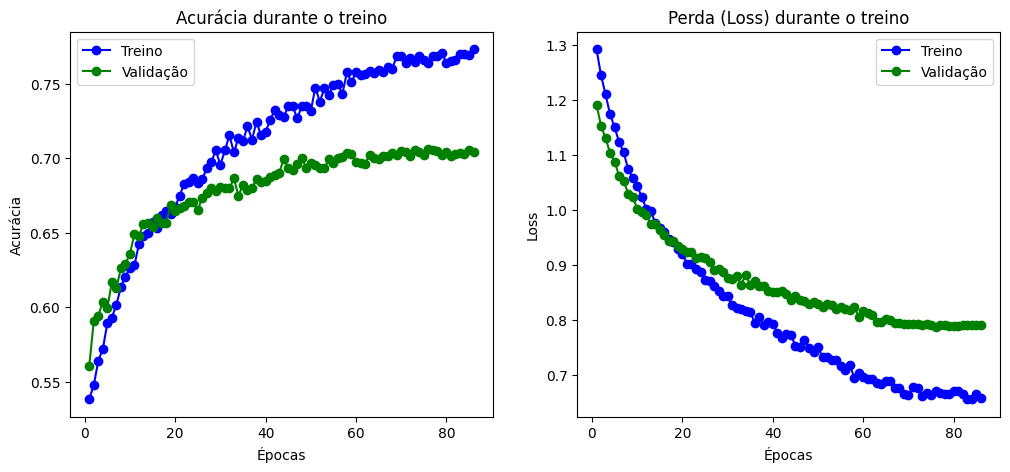 Acurácia durante o treino
Treino
Validação
Acurácia
0.75
0.70
0.65
0.60
0.55
0
20
40
60
80
Épocas
Perda (Loss) durante o treino
Treino
Validação
Loss
1.3
1.2
1.1
1.0
0.9
0.8
0.7
0
20
40
60
80
Épocas